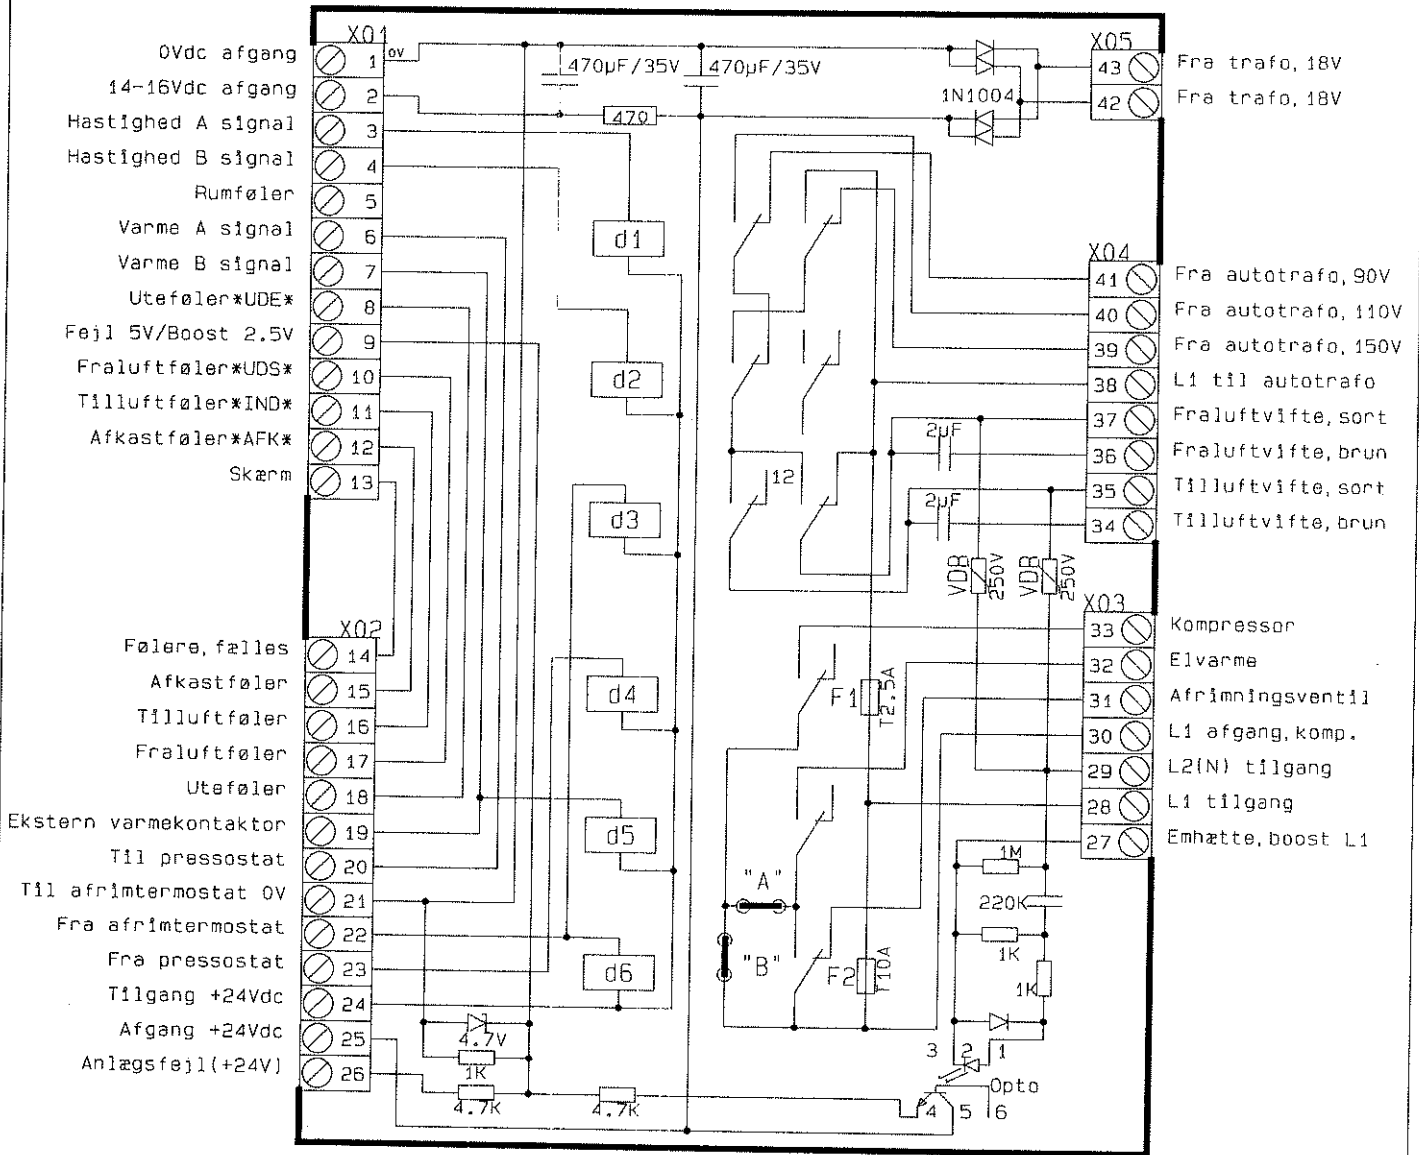 X01
0Vdc afgang 1 0V
14-16Vdc afgang 2
Hastighed A signal 3
Hastighed B signal 4
Rumføler 5
Varme A signal 6
Varme B signal 7
Uteføler*UDE* 8
Fejl 5V/Boost 2.5V 9
Fraluftføler*UDS* 10
Tilluftføler*IND* 11
Afkastføler*AFK* 12
Skærm 13
X02
Følere, fælles 14
Afkastføler 15
Tilluftføler 16
Fraluftføler 17
Uteføler 18
Ekstern varmekontaktor 19
Til pressostat 20
Til afrimtermostat 0V 21
Fra afrimtermostat 22
Fra pressostat 23
Tilgang +24Vdc 24
Afgang +24Vdc 25
Anlægsfejl(+24V) 26
470µF/35V
470µF/35V
47Ω
1N1004
d1
d2
d3
d4
d5
d6
12
2µF
2µF
VDR
250V
VDR
250V
F1
T2.5A
F2
T10A
"A"
"B"
1M
220K
1K
1K
3 2 1
Opto
4 5 6
4.7V
1K
4.7K
4.7K
X05
43 Fra trafo, 18V
42 Fra trafo, 18V
X04
41 Fra autotrafo, 90V
40 Fra autotrafo, 110V
39 Fra autotrafo, 150V
38 L1 til autotrafo
37 Fraluftvifte, sort
36 Fraluftvifte, brun
35 Tilluftvifte, sort
34 Tilluftvifte, brun
X03
33 Kompressor
32 Elvarme
31 Afrimningsventil
30 L1 afgang, komp.
29 L2(N) tilgang
28 L1 tilgang
27 Emhætte, boost L1